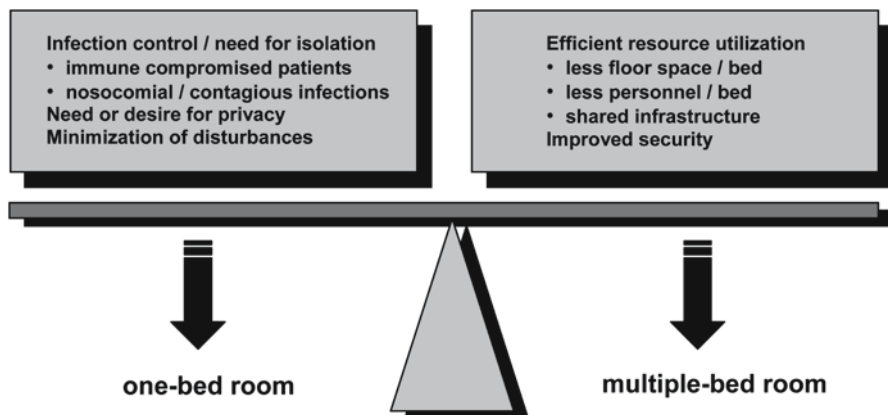 Infection control / need for isolation
• immune compromised patients
• nosocomial / contagious infections
Need or desire for privacy
Minimization of disturbances
Efficient resource utilization
• less floor space / bed
• less personnel / bed
• shared infrastructure
Improved security
one-bed room
multiple-bed room